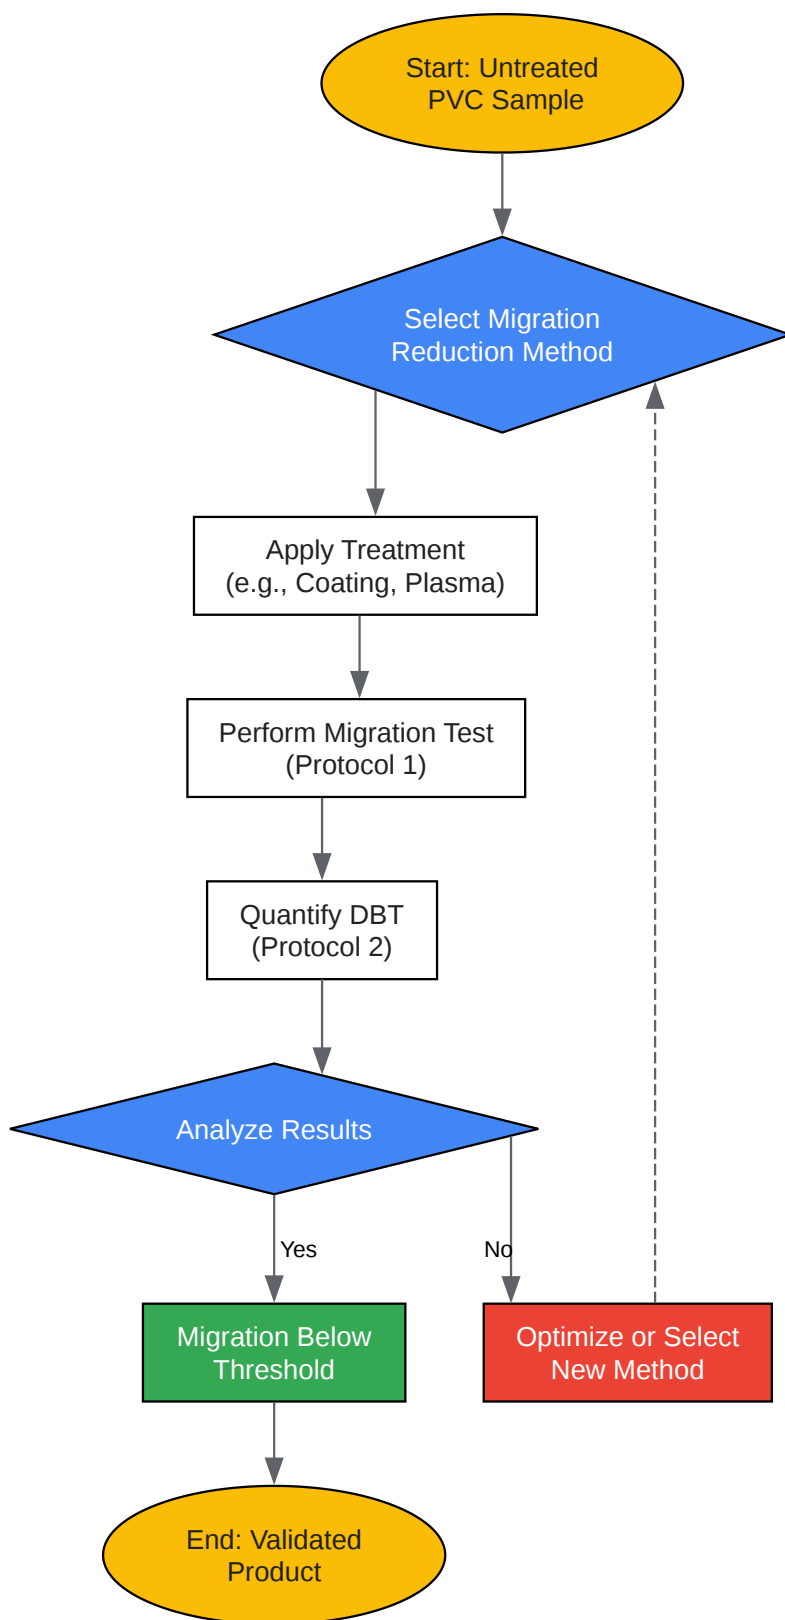 Start: Untreated
PVC Sample
Select Migration
Reduction Method
Apply Treatment
(e.g., Coating, Plasma)
Perform Migration Test
(Protocol 1)
Quantify DBT
(Protocol 2)
Analyze Results
Yes
No
Migration Below
Threshold
Optimize or Select
New Method
End: Validated
Product